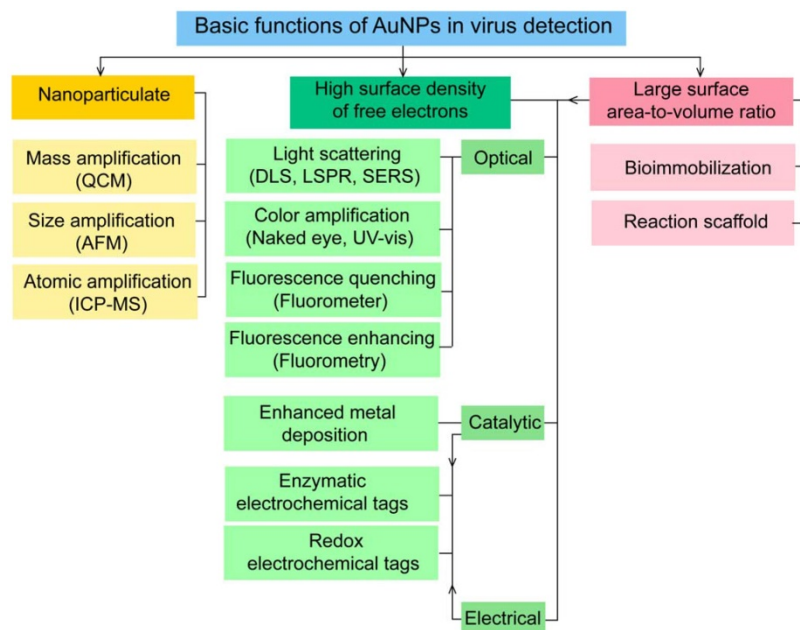 Basic functions of AuNPs in virus detection
Nanoparticulate
Mass amplification
(QCM)
Size amplification
(AFM)
Atomic amplification
(ICP-MS)
High surface density
of free electrons
Optical
Light scattering
(DLS, LSPR, SERS)
Color amplification
(Naked eye, UV-vis)
Fluorescence quenching
(Fluorometer)
Fluorescence enhancing
(Fluorometry)
Catalytic
Enhanced metal
deposition
Enzymatic
electrochemical tags
Redox
electrochemical tags
Electrical
Large surface
area-to-volume ratio
Bioimmobilization
Reaction scaffold